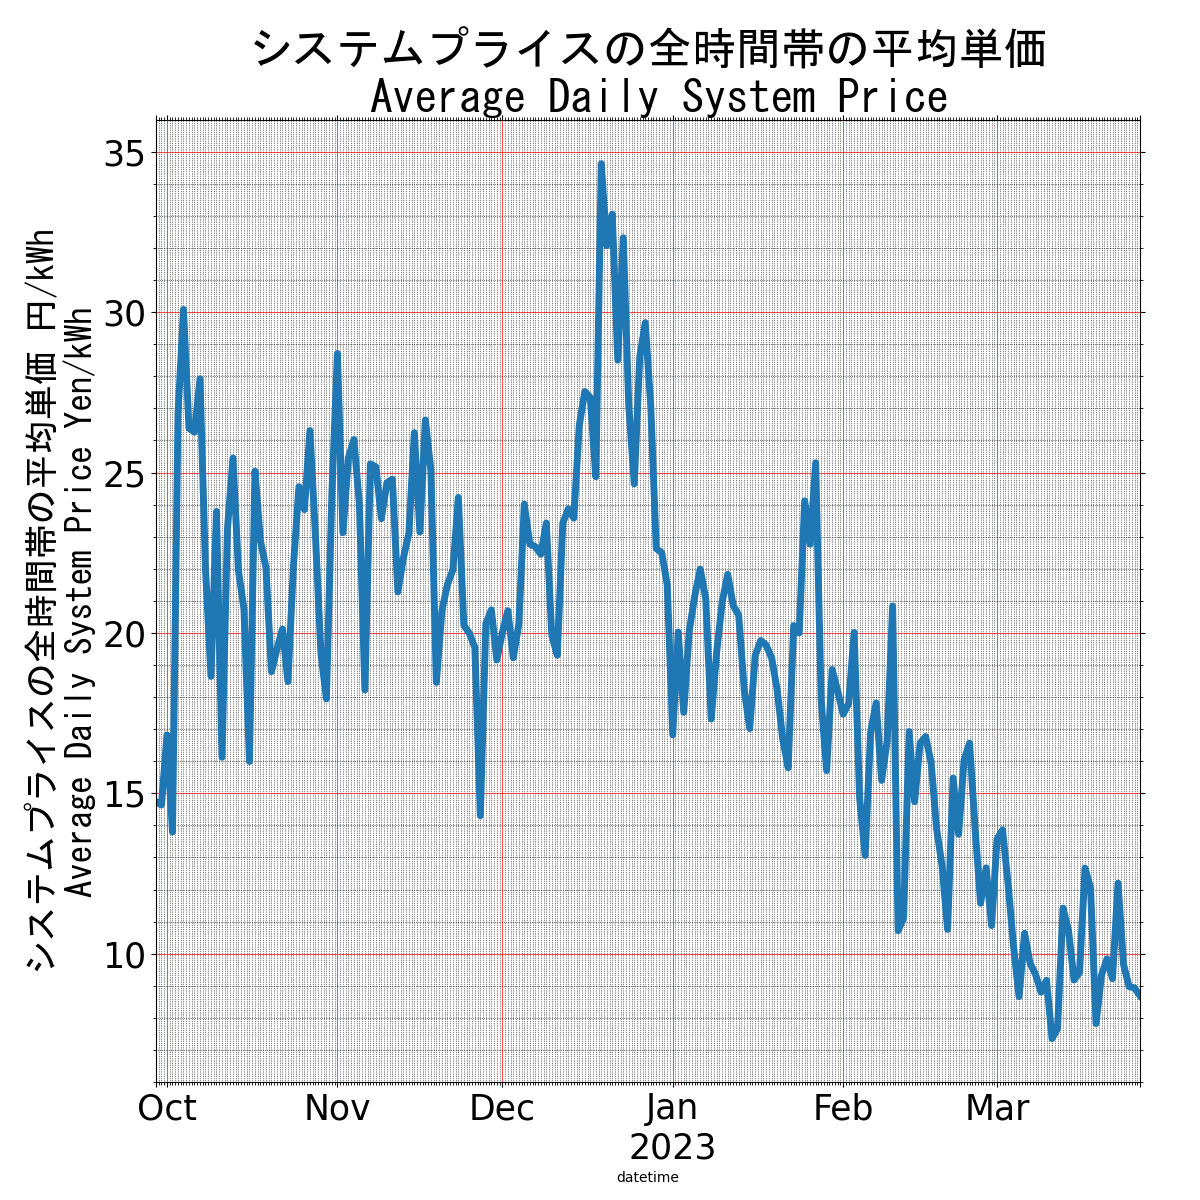 システムプライスの全時間帯の平均単価
Average Daily System Price
システムプライスの全時間帯の平均単価 円/kWh
Average Daily System Price Yen/kWh
35
30
25
20
15
10
Oct
Nov
Dec
Jan
2023
Feb
Mar
datetime